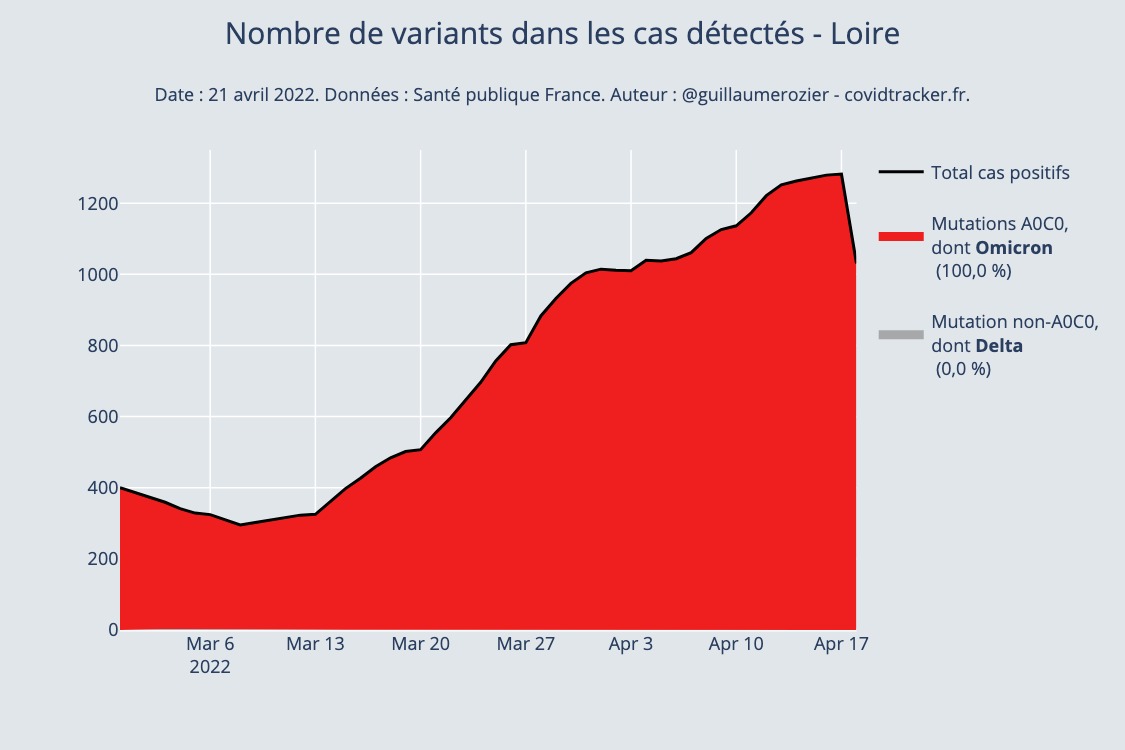 Nombre de variants dans les cas détectés - Loire
Date : 21 avril 2022. Données : Santé publique France. Auteur : @guillaumerozier - covidtracker.fr.
Total cas positifs
Mutations A0C0,
dont Omicron
(100,0 %)
Mutation non-A0C0,
dont Delta
(0,0 %)
1200
1000
800
600
400
200
0
Mar 6 Mar 13 Mar 20 Mar 27 Apr 3 Apr 10 Apr 17
2022